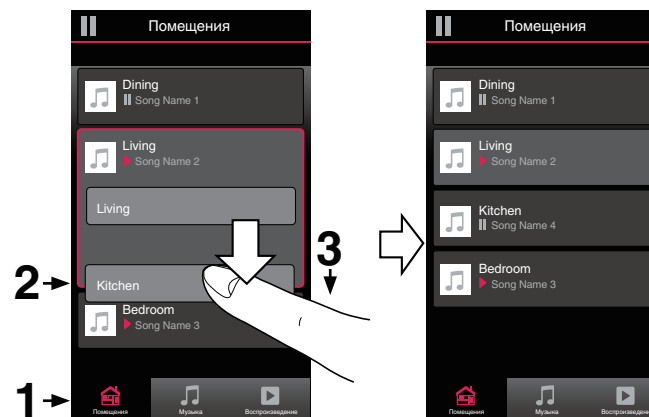 Помещения
Dining
Song Name 1
Living
Song Name 2
Living
Kitchen
Bedroom
Song Name 3
Помещения
Музыка
Воспроизведение
1
2
3
Помещения
Dining
Song Name 1
Living
Song Name 2
Kitchen
Song Name 4
Bedroom
Song Name 3
Помещения
Музыка
Воспроизведение